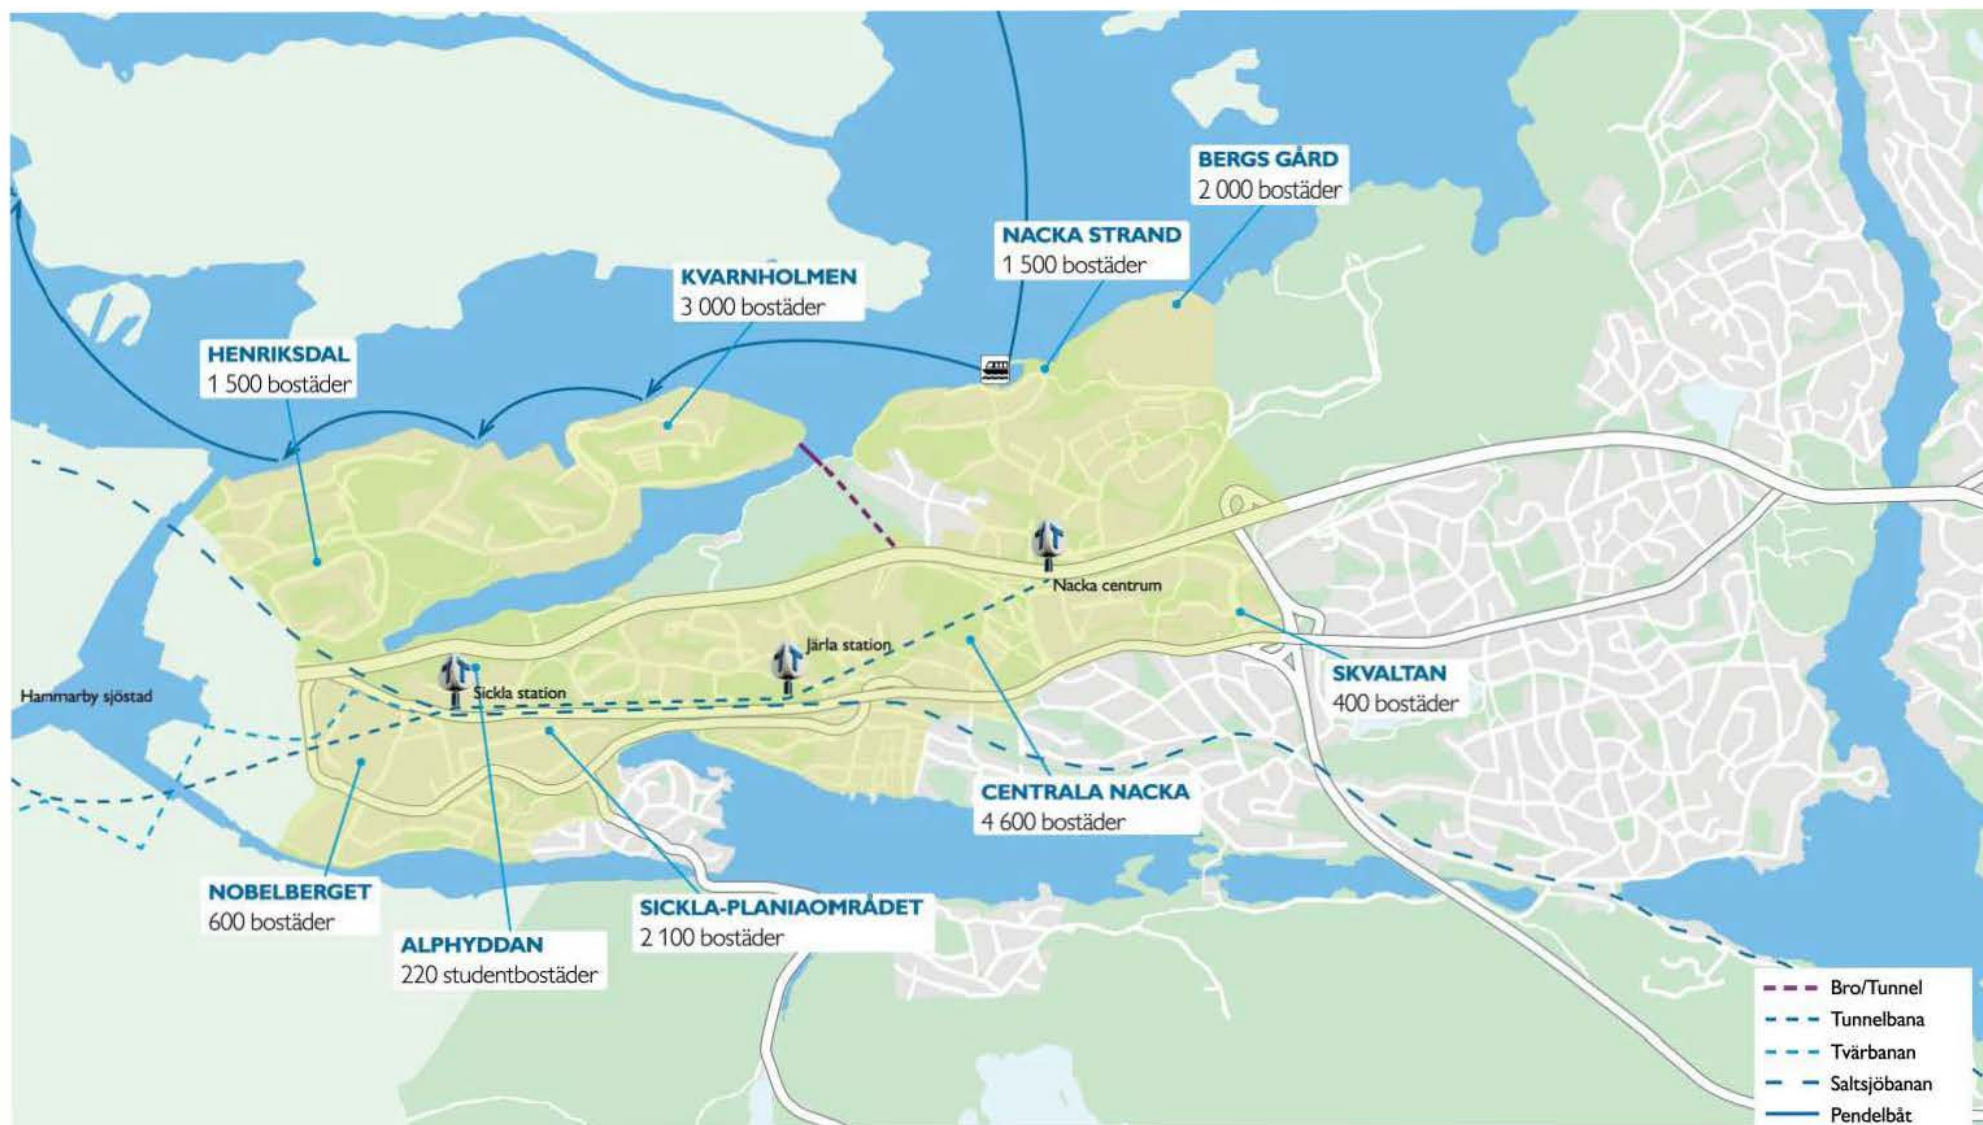 BERGS GÅRD
2 000 bostäder
NACKA STRAND
1 500 bostäder
KVARNHOLMEN
3 000 bostäder
HENRIKSDAL
1 500 bostäder
Nacka centrum
Järla station
Sickla station
Hammarby sjöstad
SKVALTAN
400 bostäder
CENTRALA NACKA
4 600 bostäder
NOBELBERGET
600 bostäder
SICKLA-PLANIAOMRÅDET
2 100 bostäder
ALPHYDDAN
220 studentbostäder
Bro/Tunnel
Tunnelbana
Tvärbanan
Saltsjöbanan
Pendelbåt